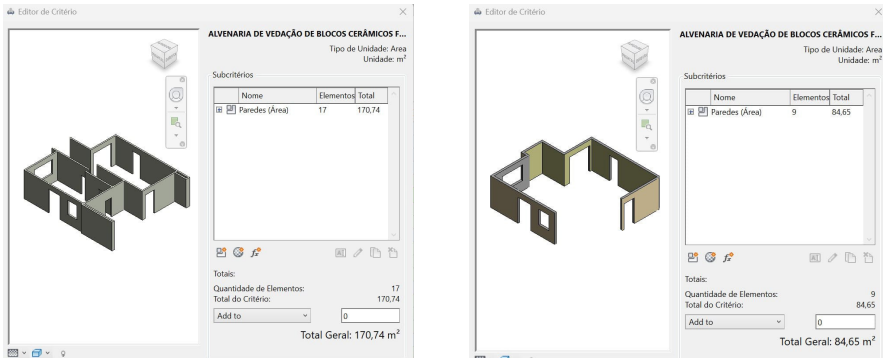 Editor de Critério
ALVENARIA DE VEDAÇÃO DE BLOCOS CERÂMICOS F...
Tipo de Unidade: Area
Unidade: m²
Subcritérios
Nome Elementos Total
Paredes (Área) 17 170,74
Totais:
Quantidade de Elementos: 17
Total do Critério: 170,74
Add to 0
Total Geral: 170,74 m²
Editor de Critério
ALVENARIA DE VEDAÇÃO DE BLOCOS CERÂMICOS F...
Tipo de Unidade: Area
Unidade: m²
Subcritérios
Nome Elementos Total
Paredes (Área) 9 84,65
Totais:
Quantidade de Elementos: 9
Total do Critério: 84,65
Add to 0
Total Geral: 84,65 m²